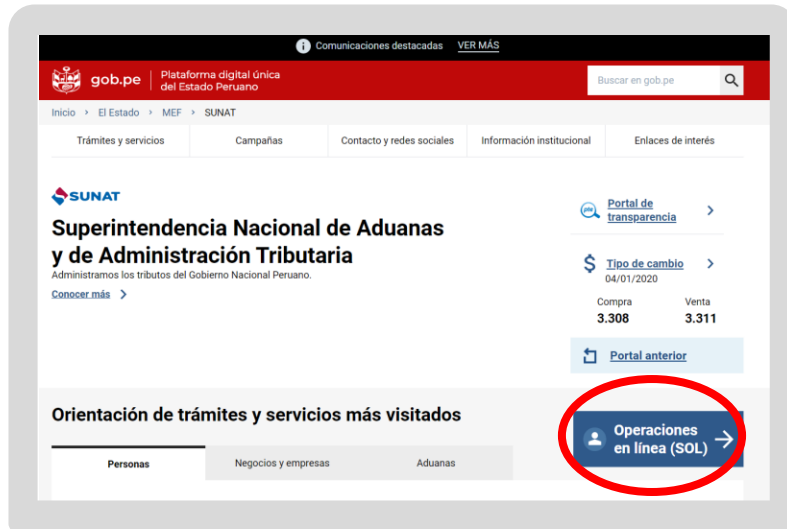 Comunicaciones destacadas VER MÁS
gob.pe
Plataforma digital única
del Estado Peruano
Buscar en gob.pe
Inicio > El Estado > MEF > SUNAT
Trámites y servicios
Campañas
Contacto y redes sociales
Información institucional
Enlaces de interés
SUNAT
Superintendencia Nacional de Aduanas
y de Administración Tributaria
Administramos los tributos del Gobierno Nacional Peruano.
Conocer más >
Portal de
transparencia >
$ Tipo de cambio >
04/01/2020
Compra Venta
3.308 3.311
Portal anterior
Orientación de trámites y servicios más visitados
Personas
Negocios y empresas
Aduanas
Operaciones
en línea (SOL) →